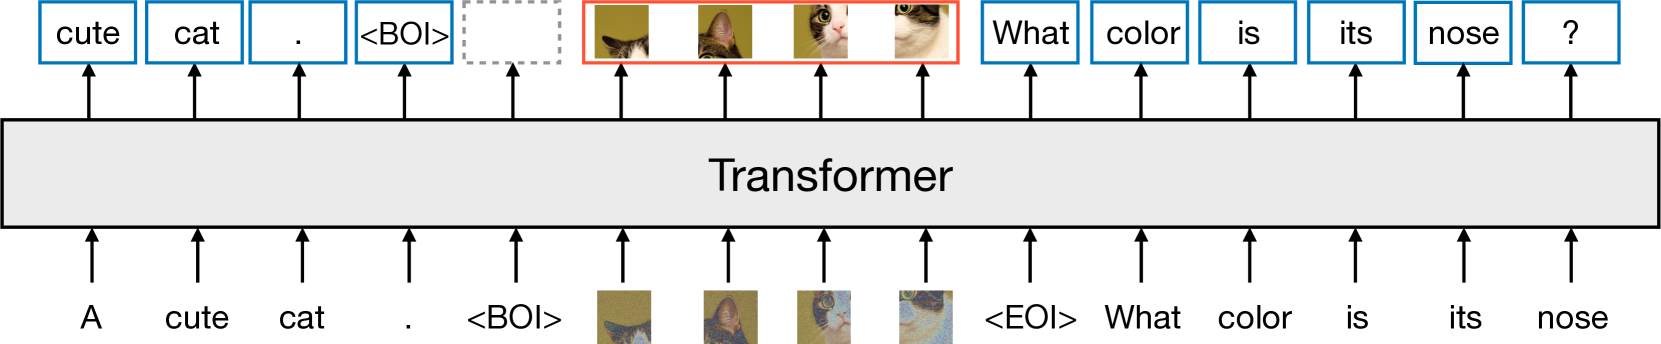 cute cat . <BOI> What color is its nose ?
Transformer
A cute cat . <BOI> <EOI> What color is its nose